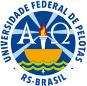 UNIVERSIDADE FEDERAL DE PELOTAS
Α Ω
RS-BRASIL